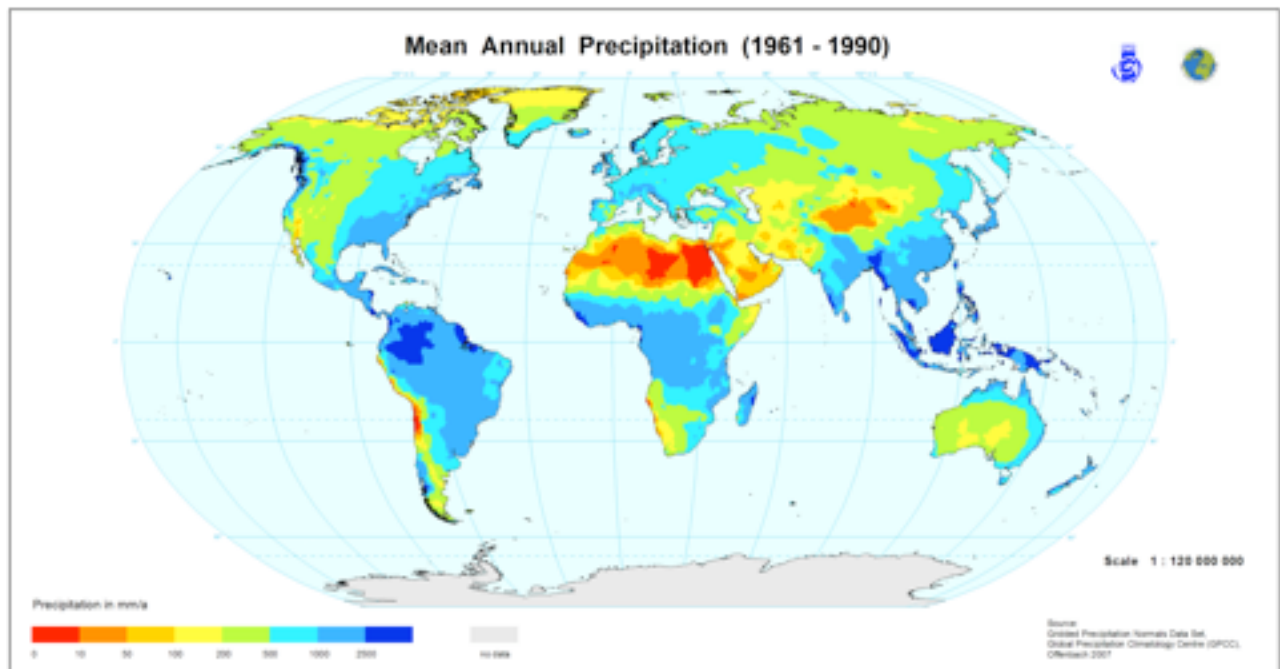 Mean Annual Precipitation (1961 - 1990)
Scale 1 : 120 000 000
Precipitation in mm/a
0 10 50 100 200 500 1000 2500
no data
Source:
Gridded Precipitation Normals Data Set,
Global Precipitation Climatology Centre (GPCC),
Offenbach 2007